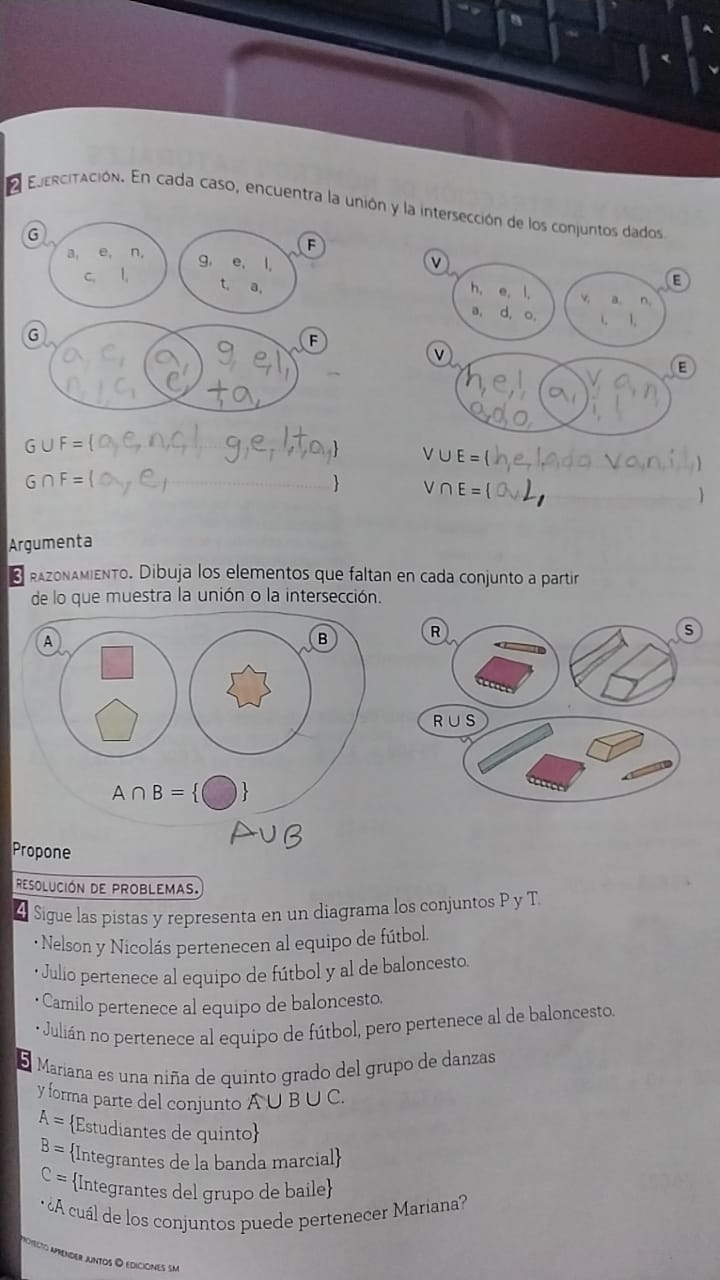 2 EJERCITACIÓN. En cada caso, encuentra la unión y la intersección de los conjuntos dados.
G
a, e, n,
c, l,
g, e, l,
t, a,
F
V
h, e, l,
a, d, o,
v, a, n,
i, l,
E
G
a, c,
n, l, c,
a,
e,
g, e, l,
t, a,
F
V
h, e, l,
a, d o,
a,
v, a, n,
i, l
E
G ∪ F = { a, e, n, c, l g, e, l, t, a, }
G ∩ F = { a, e, }
V ∪ E = { h, e, l, a, d o v, a, n, i, l, }
V ∩ E = { a L, }
Argumenta
3 RAZONAMIENTO. Dibuja los elementos que faltan en cada conjunto a partir
de lo que muestra la unión o la intersección.
A
B
R
S
R ∪ S
A ∩ B = { }
A ∪ B
Propone
RESOLUCIÓN DE PROBLEMAS.
4 Sigue las pistas y representa en un diagrama los conjuntos P y T.
• Nelson y Nicolás pertenecen al equipo de fútbol.
• Julio pertenece al equipo de fútbol y al de baloncesto.
• Camilo pertenece al equipo de baloncesto.
• Julián no pertenece al equipo de fútbol, pero pertenece al de baloncesto.
5 Mariana es una niña de quinto grado del grupo de danzas
y forma parte del conjunto A ∪ B ∪ C.
A = {Estudiantes de quinto}
B = {Integrantes de la banda marcial}
C = {Integrantes del grupo de baile}
• ¿A cuál de los conjuntos puede pertenecer Mariana?
PROYECTO APRENDER JUNTOS © EDICIONES SM